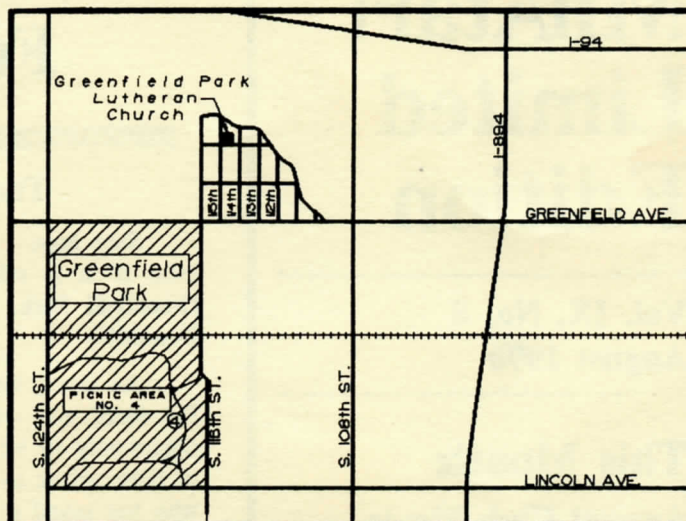 I-94
Greenfield Park
Lutheran
Church
I-894
115th
114th
113th
112th
GREENFIELD AVE.
Greenfield
Park
S. 124th ST.
PICNIC AREA
NO. 4
4
S. 118th ST.
S. 108th ST.
LINCOLN AVE.